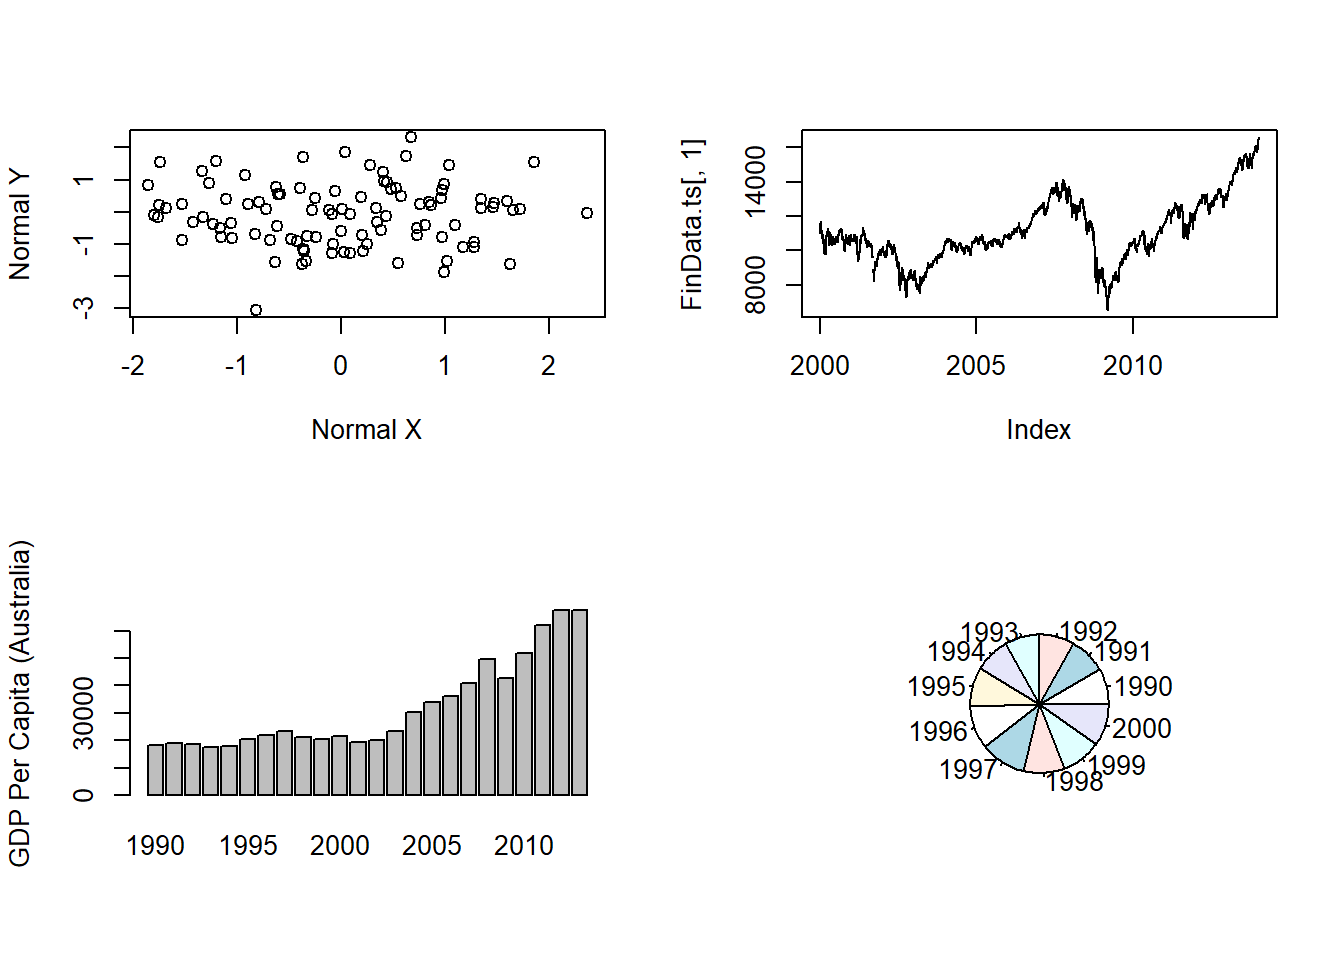 Normal Y
1
-1
-3
-2 -1 0 1 2
Normal X
FinData.ts[, 1]
14000
8000
2000 2005 2010
Index
GDP Per Capita (Australia)
30000
0
1990 1995 2000 2005 2010
1993 1992
1994 1991
1995 1990
1996 2000
1997 1999
1998